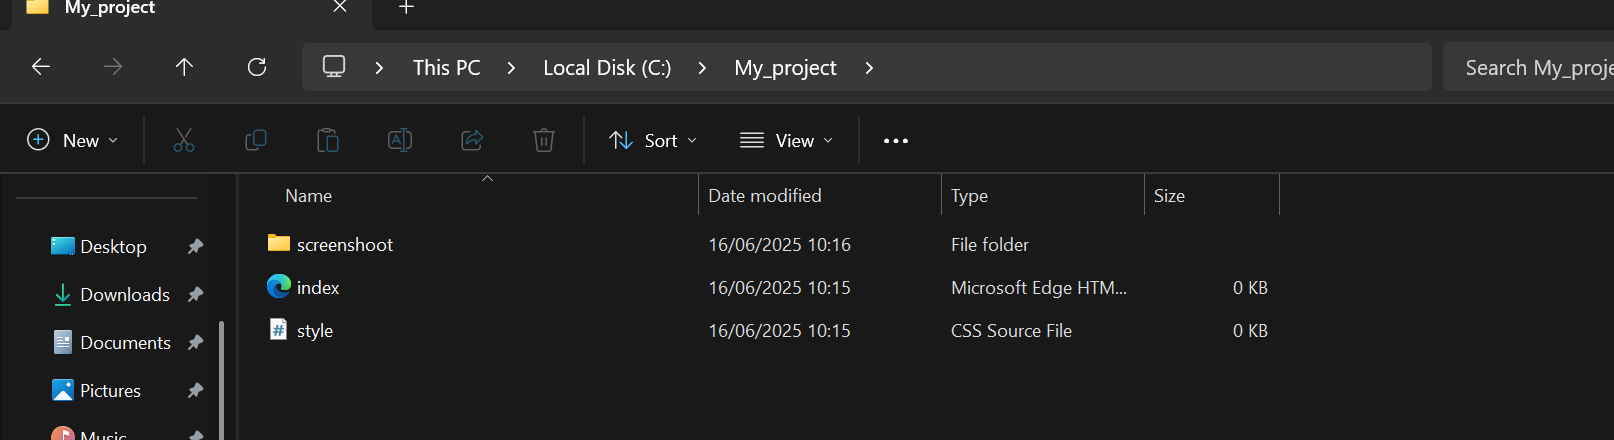 My_project
This PC Local Disk (C:) My_project Search My_proje
New Sort View
Name Date modified Type Size
Desktop
Downloads
Documents
Pictures
Music
screenshoot 16/06/2025 10:16 File folder
index 16/06/2025 10:15 Microsoft Edge HTM... 0 KB
style 16/06/2025 10:15 CSS Source File 0 KB